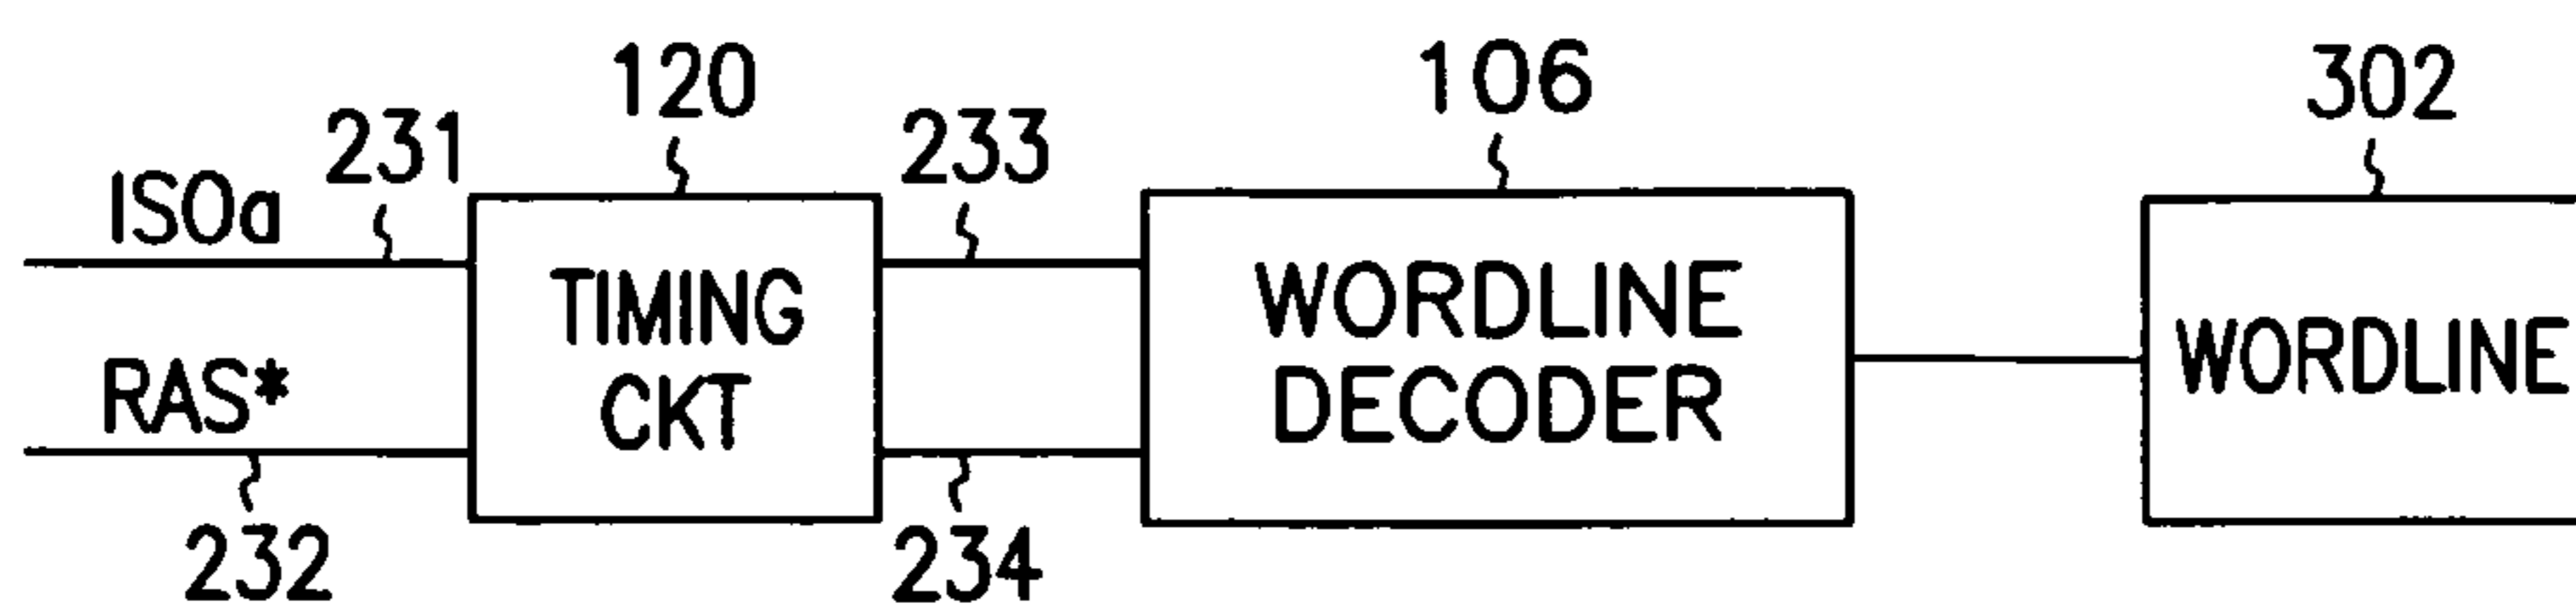 120
106
302
231
233
ISOa
TIMING
CKT
WORDLINE
DECODER
WORDLINE
RAS*
232
234